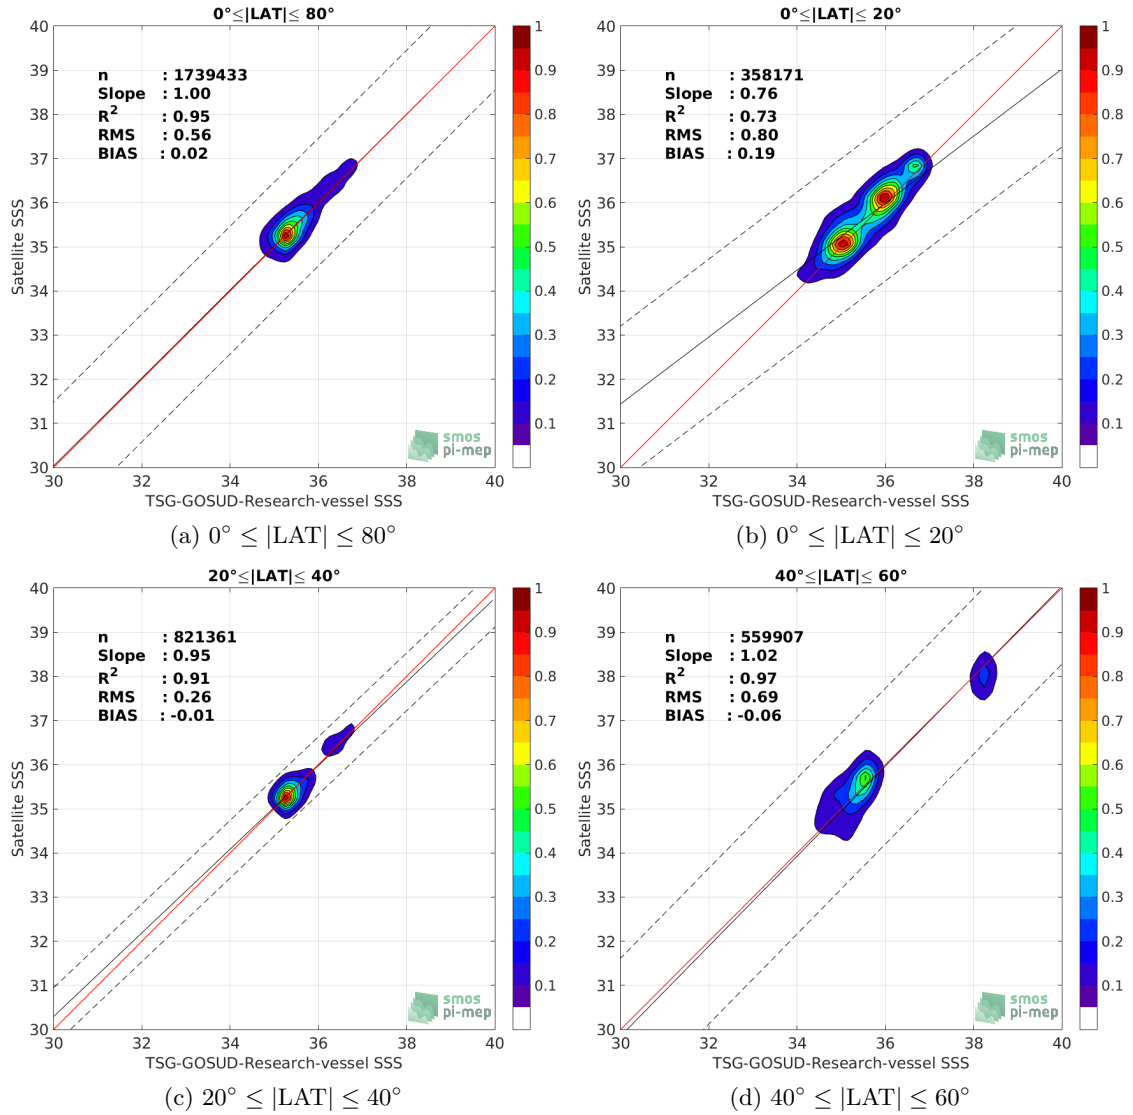 0°≤|LAT|≤ 80°
n : 1739433
Slope : 1.00
R² : 0.95
RMS : 0.56
BIAS : 0.02
40
39
38
37
36
35
34
33
32
31
30
Satellite SSS
30 32 34 36 38 40
TSG-GOSUD-Research-vessel SSS
1
0.9
0.8
0.7
0.6
0.5
0.4
0.3
0.2
0.1
smos
pi-mep
(a) 0° ≤ |LAT| ≤ 80°
0°≤|LAT|≤ 20°
n : 358171
Slope : 0.76
R² : 0.73
RMS : 0.80
BIAS : 0.19
40
39
38
37
36
35
34
33
32
31
30
Satellite SSS
30 32 34 36 38 40
TSG-GOSUD-Research-vessel SSS
1
0.9
0.8
0.7
0.6
0.5
0.4
0.3
0.2
0.1
smos
pi-mep
(b) 0° ≤ |LAT| ≤ 20°
20°≤|LAT|≤ 40°
n : 821361
Slope : 0.95
R² : 0.91
RMS : 0.26
BIAS : -0.01
40
39
38
37
36
35
34
33
32
31
30
Satellite SSS
30 32 34 36 38 40
TSG-GOSUD-Research-vessel SSS
1
0.9
0.8
0.7
0.6
0.5
0.4
0.3
0.2
0.1
smos
pi-mep
(c) 20° ≤ |LAT| ≤ 40°
40°≤|LAT|≤ 60°
n : 559907
Slope : 1.02
R² : 0.97
RMS : 0.69
BIAS : -0.06
40
39
38
37
36
35
34
33
32
31
30
Satellite SSS
30 32 34 36 38 40
TSG-GOSUD-Research-vessel SSS
1
0.9
0.8
0.7
0.6
0.5
0.4
0.3
0.2
0.1
smos
pi-mep
(d) 40° ≤ |LAT| ≤ 60°